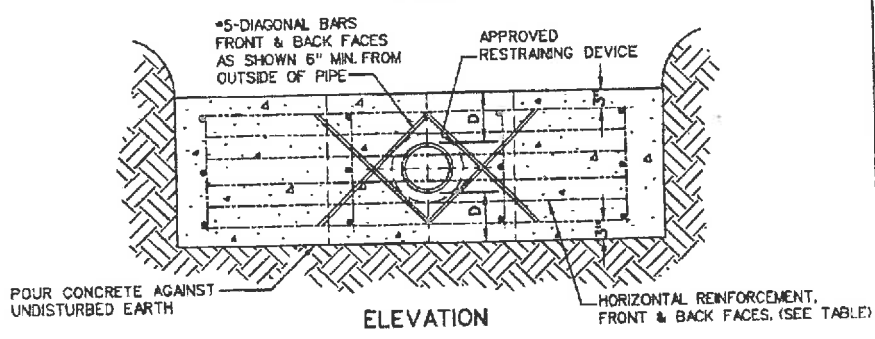 #5-DIAGONAL BARS
FRONT & BACK FACES
AS SHOWN 6" MIN. FROM
OUTSIDE OF PIPE
APPROVED
RESTRAINING DEVICE
3"
D
D
3"
POUR CONCRETE AGAINST
UNDISTURBED EARTH
HORIZONTAL REINFORCEMENT,
FRONT & BACK FACES, (SEE TABLE)
ELEVATION